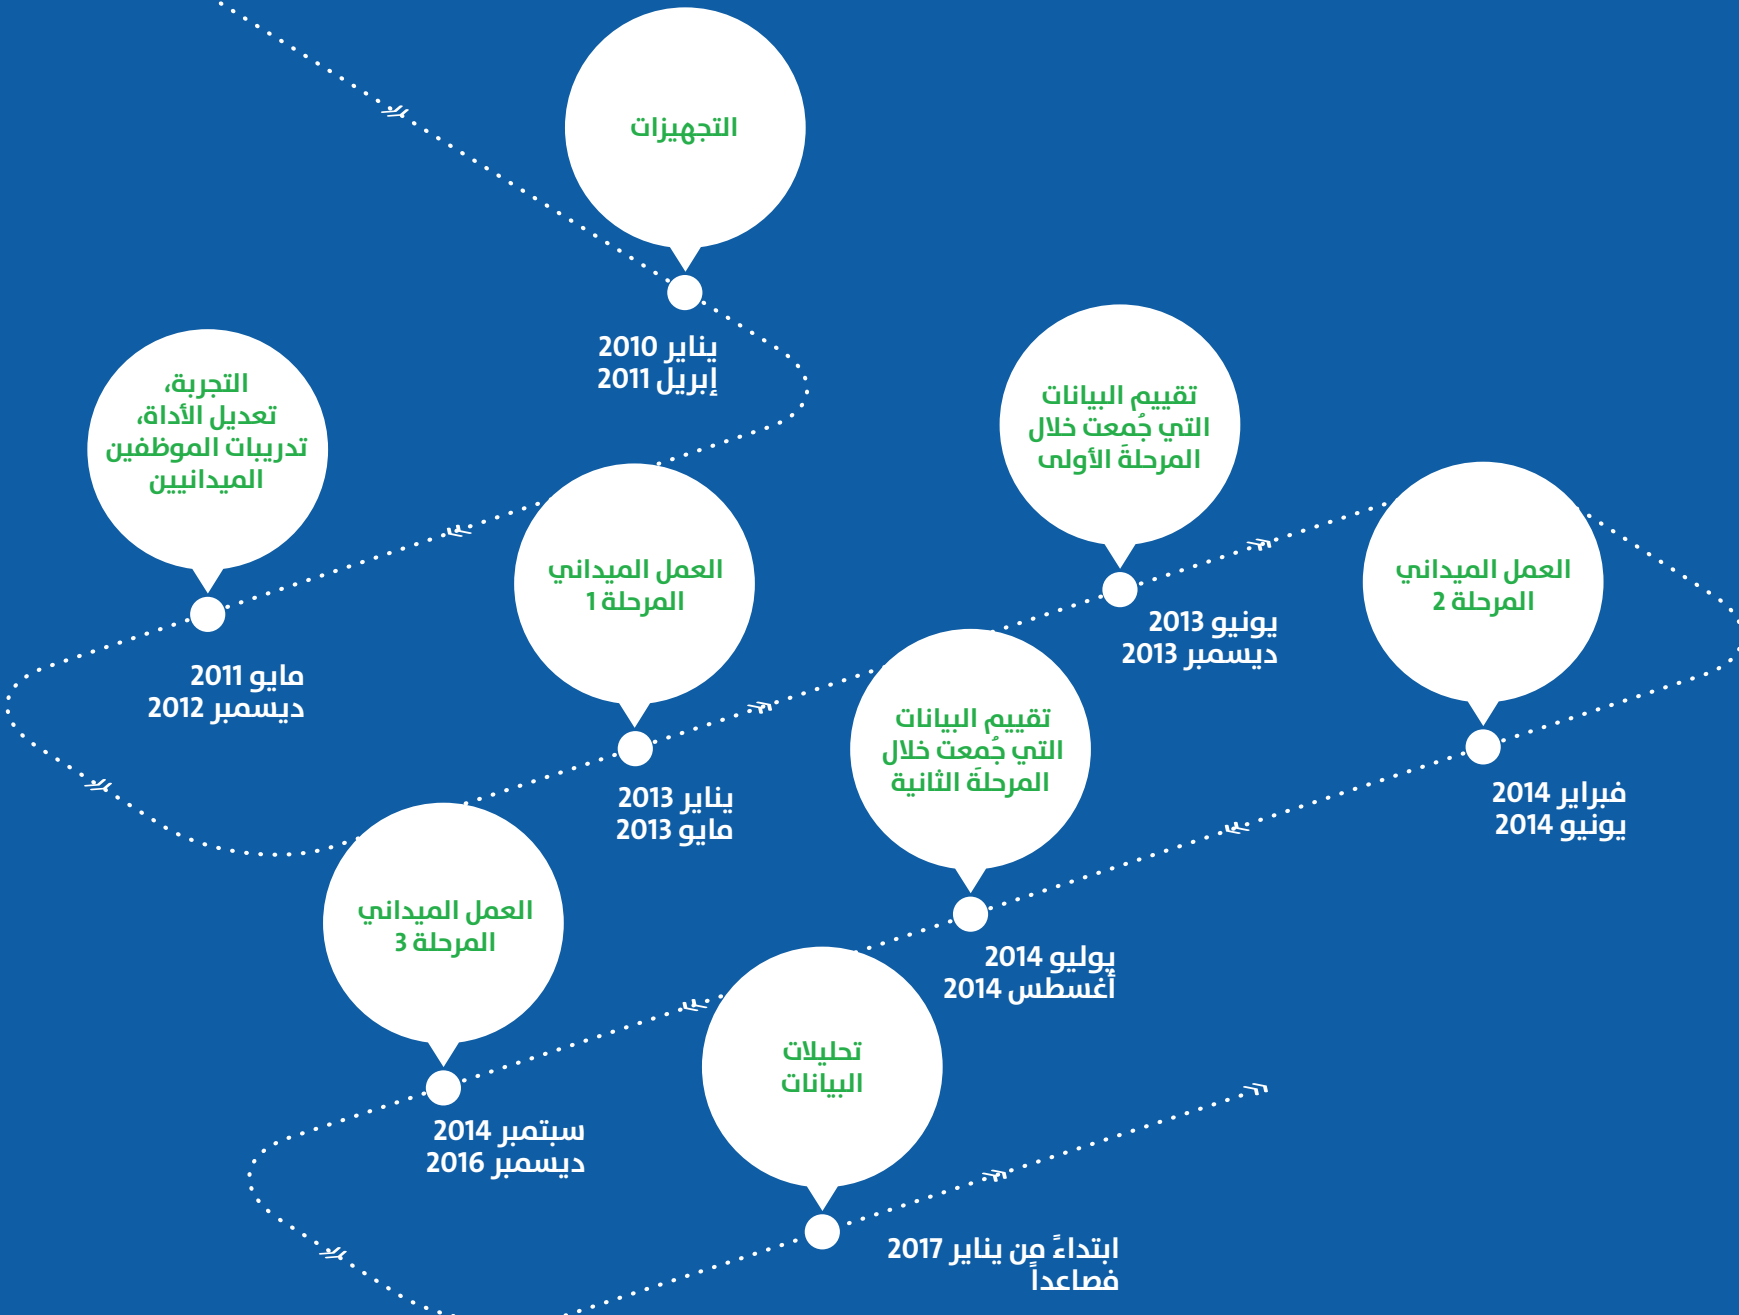 التجهيزات
يناير 2010
إبريل 2011
التجربة،
تعديل الأداة،
تدريبات الموظفين
الميدانيين
مايو 2011
ديسمبر 2012
العمل الميداني
المرحلة 1
يناير 2013
مايو 2013
تقييم البيانات
التي جُمعت خلال
المرحلة الأولى
يونيو 2013
ديسمبر 2013
العمل الميداني
المرحلة 2
فبراير 2014
يونيو 2014
تقييم البيانات
التي جُمعت خلال
المرحلة الثانية
يوليو 2014
أغسطس 2014
العمل الميداني
المرحلة 3
سبتمبر 2014
ديسمبر 2016
تحليلات
البيانات
ابتداءً من يناير 2017
فصاعداً